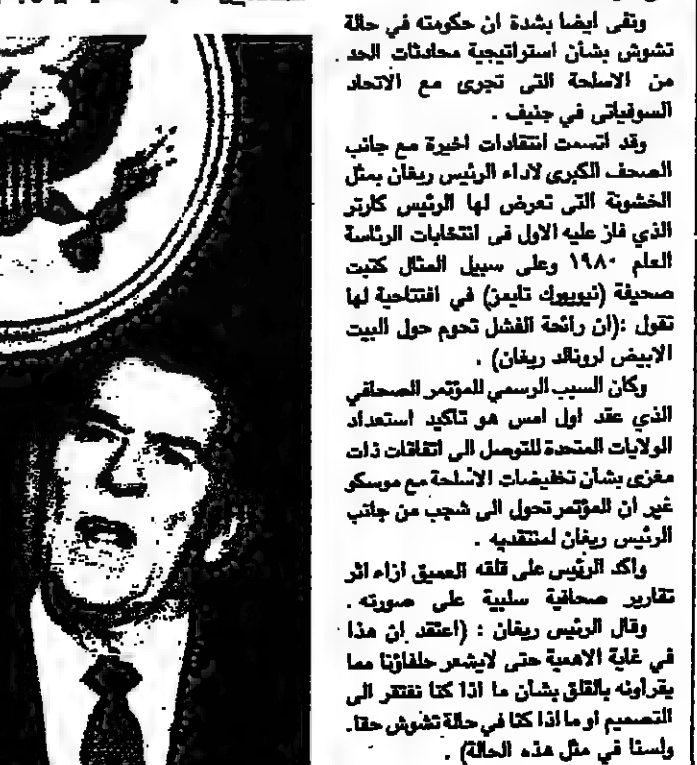 ونفى ايضا بشدة ان حكومته في حالة
تشوش بشأن استراتيجية محادثات الحد
من الاسلحة التى تجرى مع الاتحاد
السوفياتى في جنيف .
وقد اتسمت انتقادات اخيرة مع جانب
الصحف الكبرى لاداء الرئيس ريغان بمثل
الخشونة التى تعرض لها الرئيس كارتر
الذي فاز عليه الاول فى انتخابات الرئاسة
العام ١٩٨٠ وعلى سبيل المثال كتبت
صحيفة (نيويورك تايمز) في افتتاحية لها
تقول :(ان رائحة الفشل تحوم حول البيت
الابيض لرونالد ريغان) .
وكان السبب الرسمي للمؤتمر الصحافي
الذي عقد اول امس هو تاكيد استعداد
الولايات المتحدة للتوصل الى اتفاقات ذات
مغزى بشأن تخفيضات الاسلحة مع موسكو
غير ان المؤتمر تحول الى شجب من جانب
الرئيس ريغان لمنتقديه .
واكد الرئيس على قلقه العميق ازاء اثر
تقارير صحافية سلبية على صورته .
وقال الرئيس ريغان : (اعتقد ان هذا
في غاية الاهمية حتى لايشعر حلفاؤنا مما
يقرأونه بالقلق بشأن ما اذا كنا نفتقر الى
التصميم او ما اذا كنا في حالة تشوش حقا.
ولسنا في مثل هذه الحالة) .